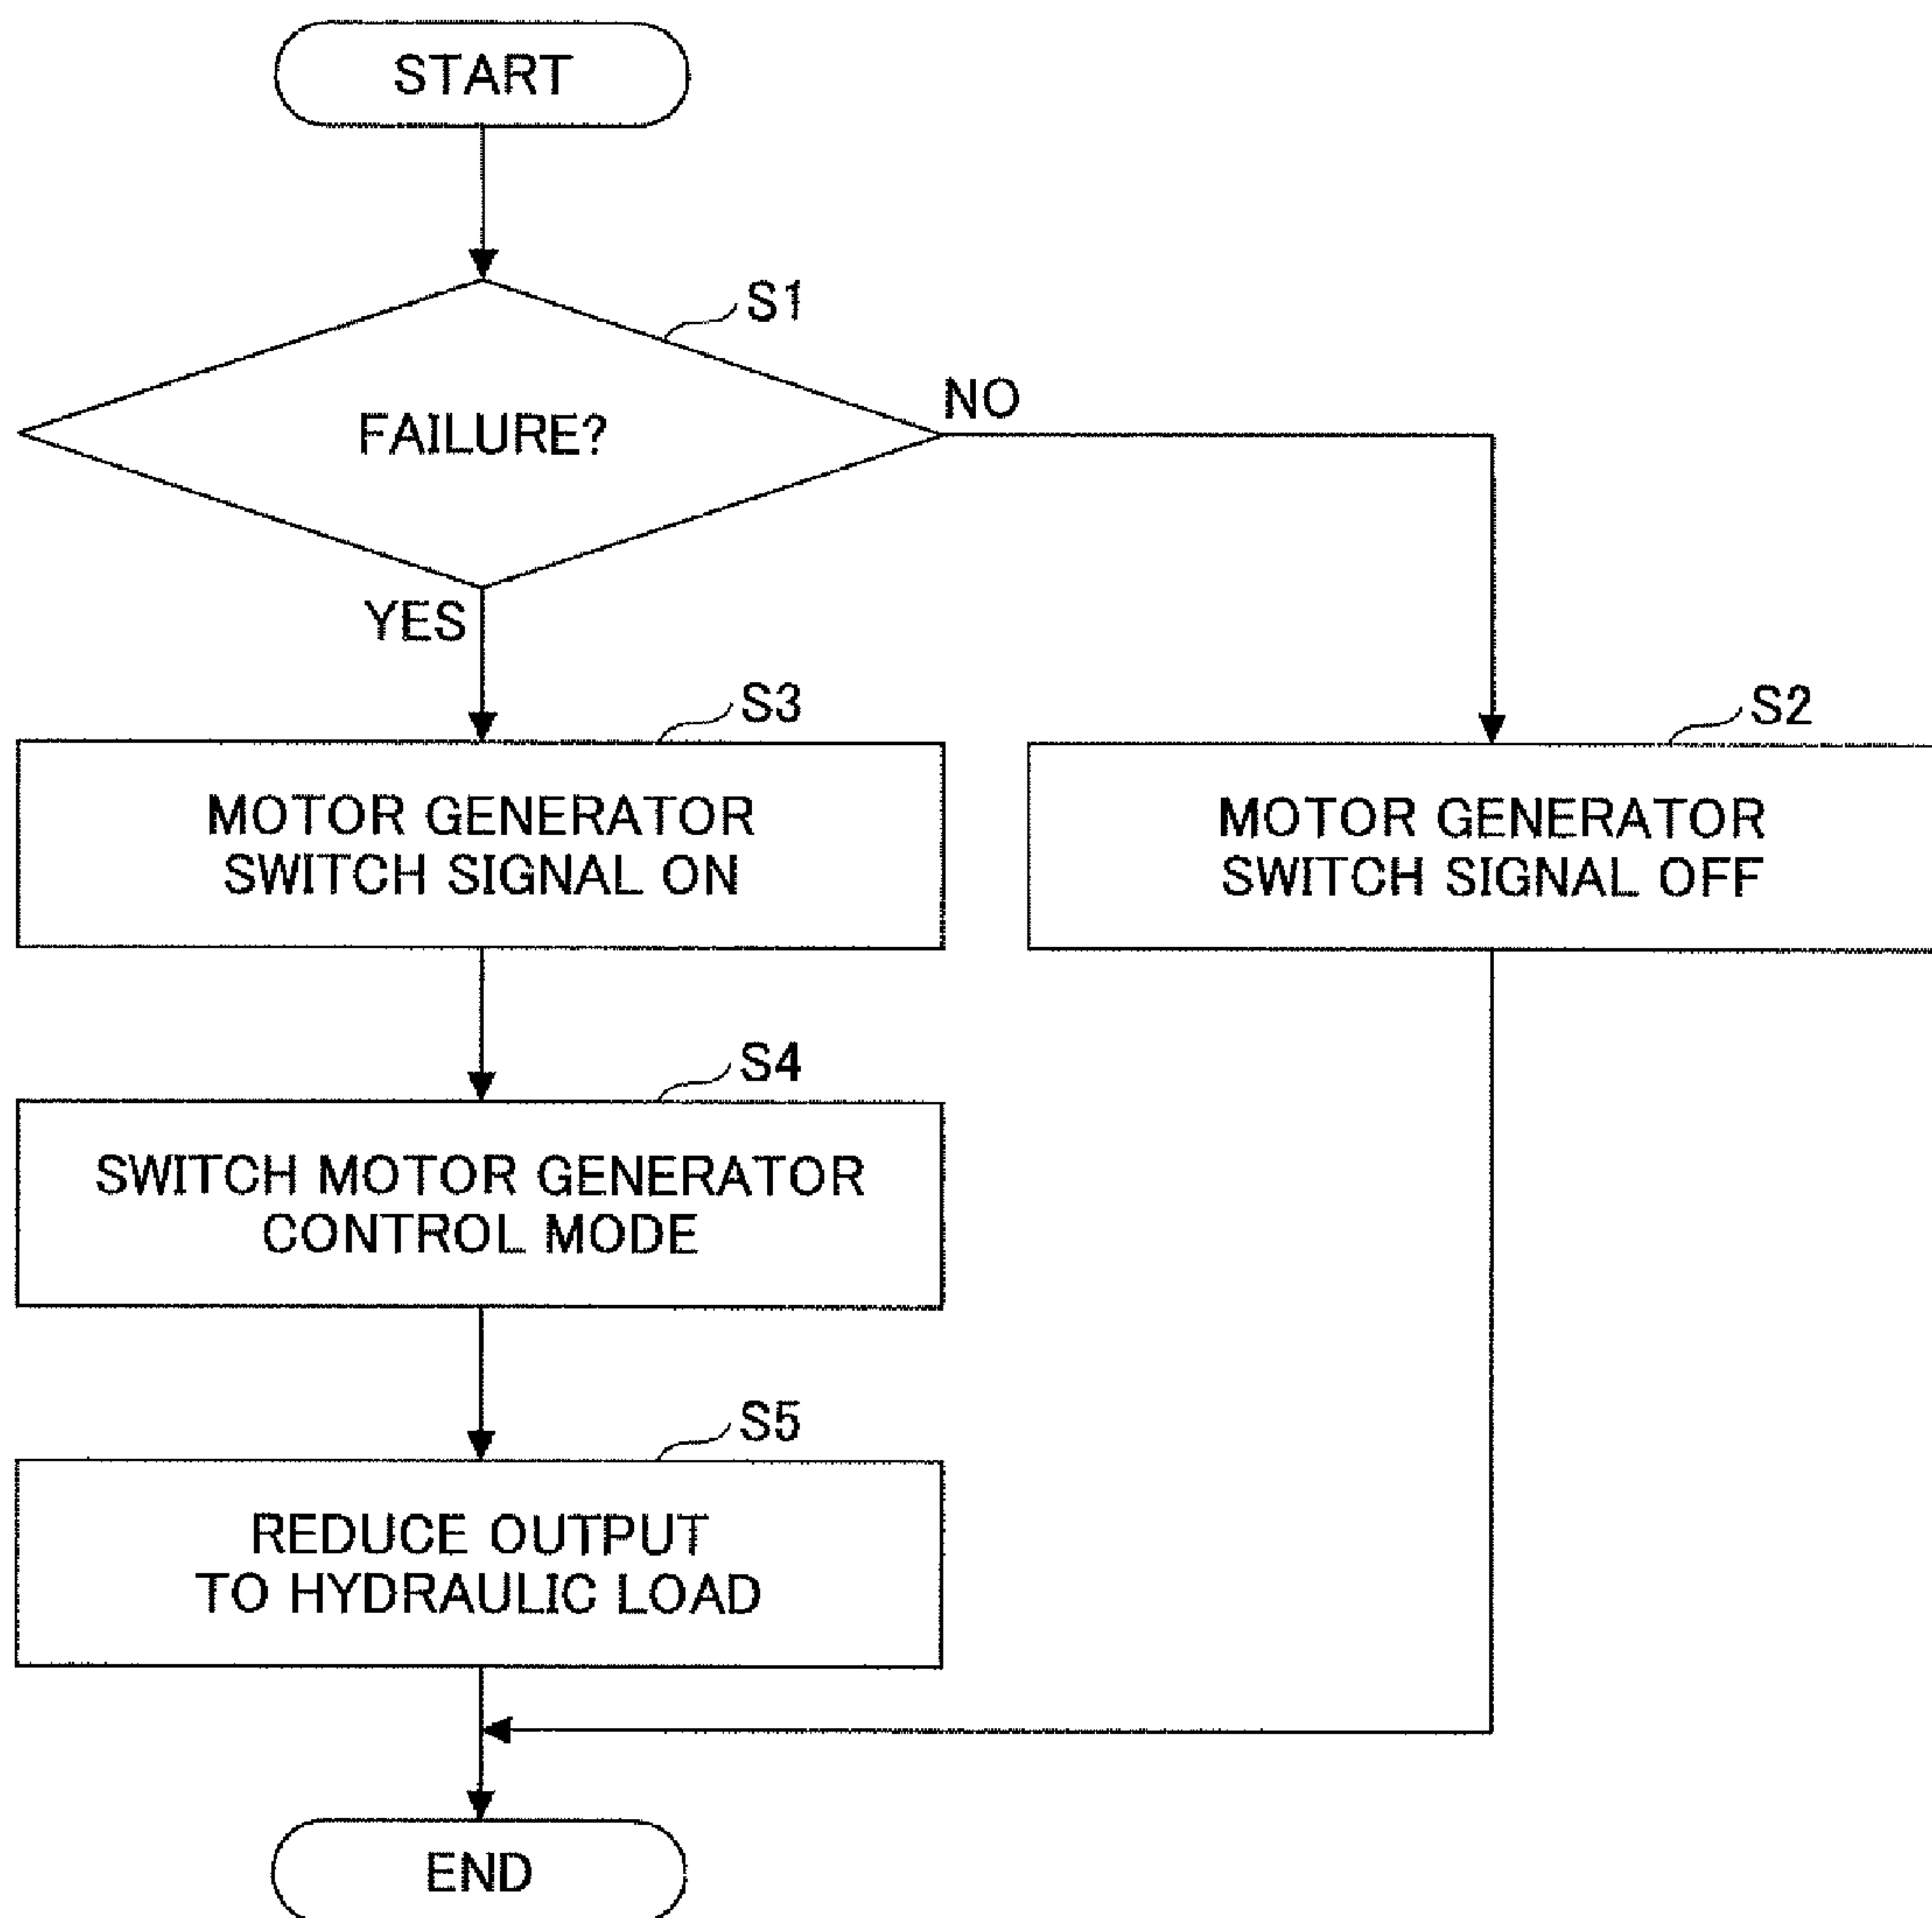 START
S1
FAILURE?
NO
YES
S3
MOTOR GENERATOR
SWITCH SIGNAL ON
S2
MOTOR GENERATOR
SWITCH SIGNAL OFF
S4
SWITCH MOTOR GENERATOR
CONTROL MODE
S5
REDUCE OUTPUT
TO HYDRAULIC LOAD
END